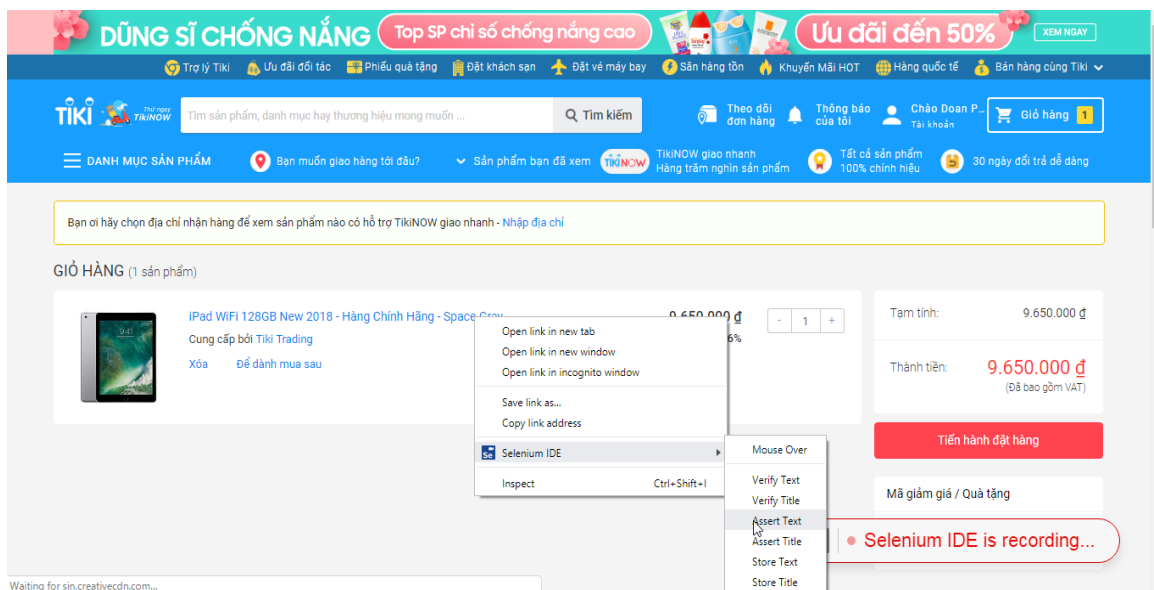 DŨNG SĨ CHỐNG NẮNG Top SP chỉ số chống nắng cao Ưu đãi đến 50% XEM NGAY
Trợ lý Tiki Ưu đãi đối tác Phiếu quà tặng Đặt khách sạn Đặt vé máy bay Săn hàng tồn Khuyến Mãi HOT Hàng quốc tế Bán hàng cùng Tiki
TIKI Thử ngay TIKINOW Tìm sản phẩm, danh mục hay thương hiệu mong muốn ... Tìm kiếm Theo dõi đơn hàng Thông báo của tôi Chào Doan P... Tài khoản Giỏ hàng 1
DANH MỤC SẢN PHẨM Bạn muốn giao hàng tới đâu? Sản phẩm bạn đã xem TIKINOW TikiNOW giao nhanh Hàng trăm nghìn sản phẩm Tất cả sản phẩm 100% chính hiệu 30 ngày đổi trả dễ dàng
Bạn ơi hãy chọn địa chỉ nhận hàng để xem sản phẩm nào có hỗ trợ TikiNOW giao nhanh - Nhập địa chỉ
GIỎ HÀNG (1 sản phẩm)
iPad WiFi 128GB New 2018 - Hàng Chính Hãng - Space Gray 9.650.000 ₫ - 1 +
6%
Cung cấp bởi Tiki Trading
Xóa Để dành mua sau
Open link in new tab
Open link in new window
Open link in incognito window
Save link as...
Copy link address
Selenium IDE
Inspect Ctrl+Shift+I
Mouse Over
Verify Text
Verify Title
Assert Text
Assert Title
Store Text
Store Title
Tạm tính: 9.650.000 ₫
Thành tiền: 9.650.000 ₫
(Đã bao gồm VAT)
Tiến hành đặt hàng
Mã giảm giá / Quà tặng
Selenium IDE is recording...
Waiting for sin.creativecdn.com...